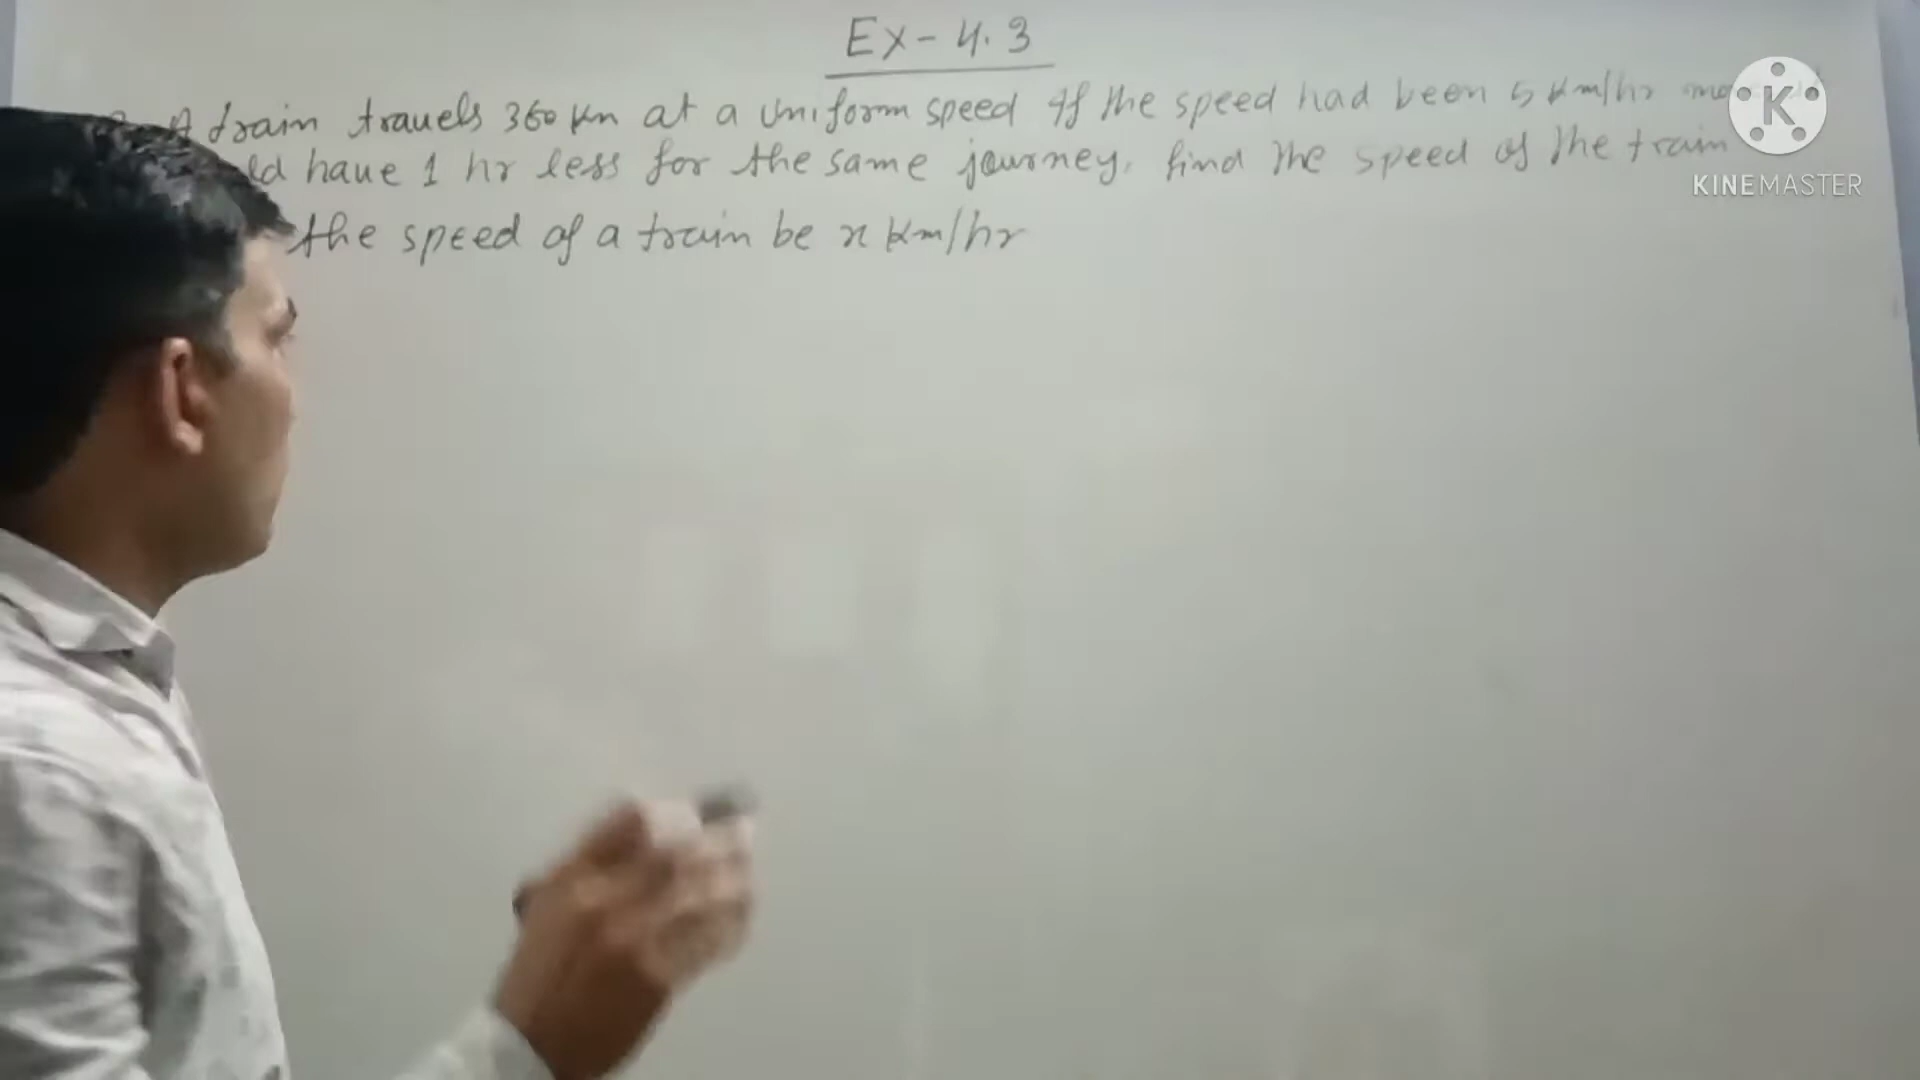 Ex - 4.3
A train travels 360 Km at a uniform speed If the speed had been 5 Km/hr
have 1 hr less for the same journey, find the speed of the train
the speed of a train be x Km/hr
K
KINEMASTER